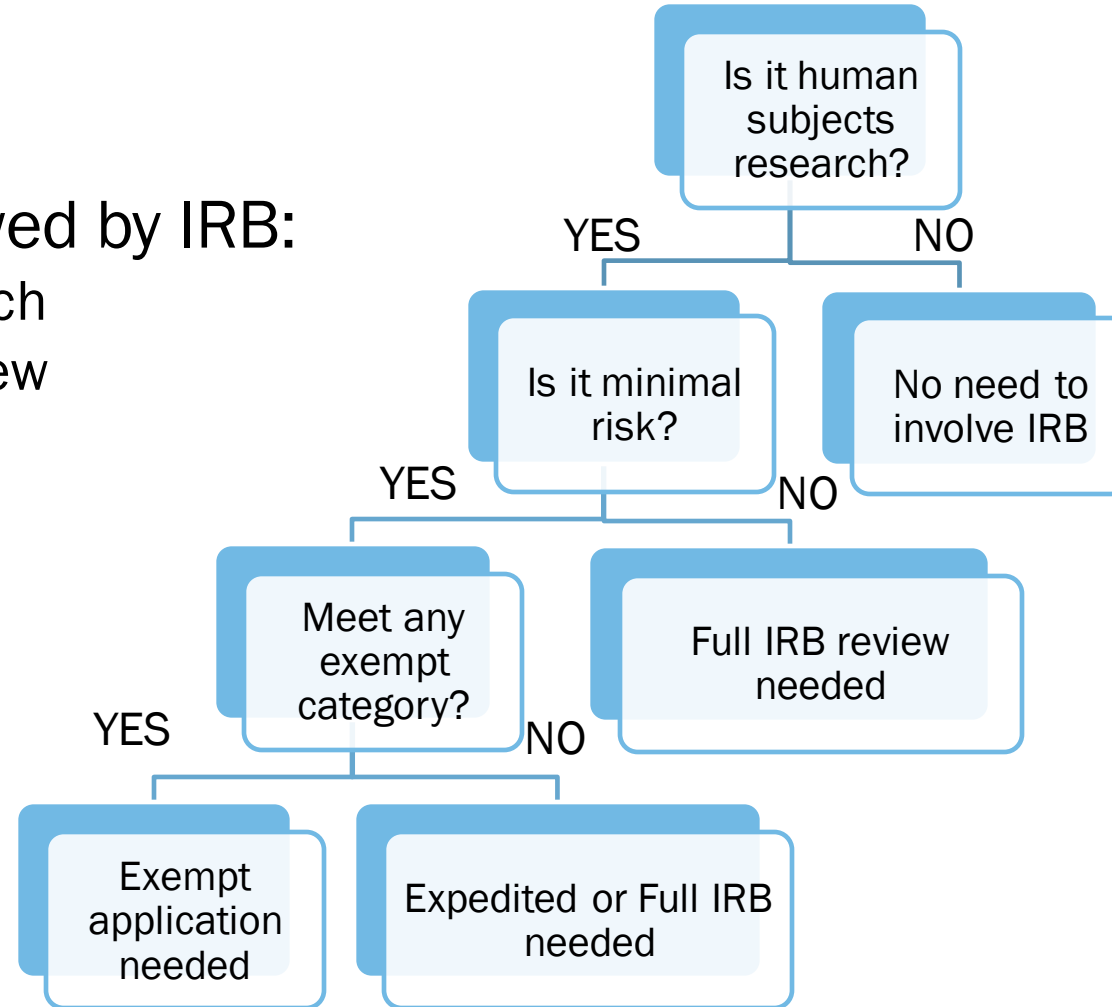 Is it human
subjects
research?
wed by IRB:
ch
ew
YES
NO
Is it minimal
risk?
No need to
involve IRB
YES
NO
Meet any
exempt
category?
Full IRB review
needed
YES
NO
Exempt
application
needed
Expedited or Full IRB
needed